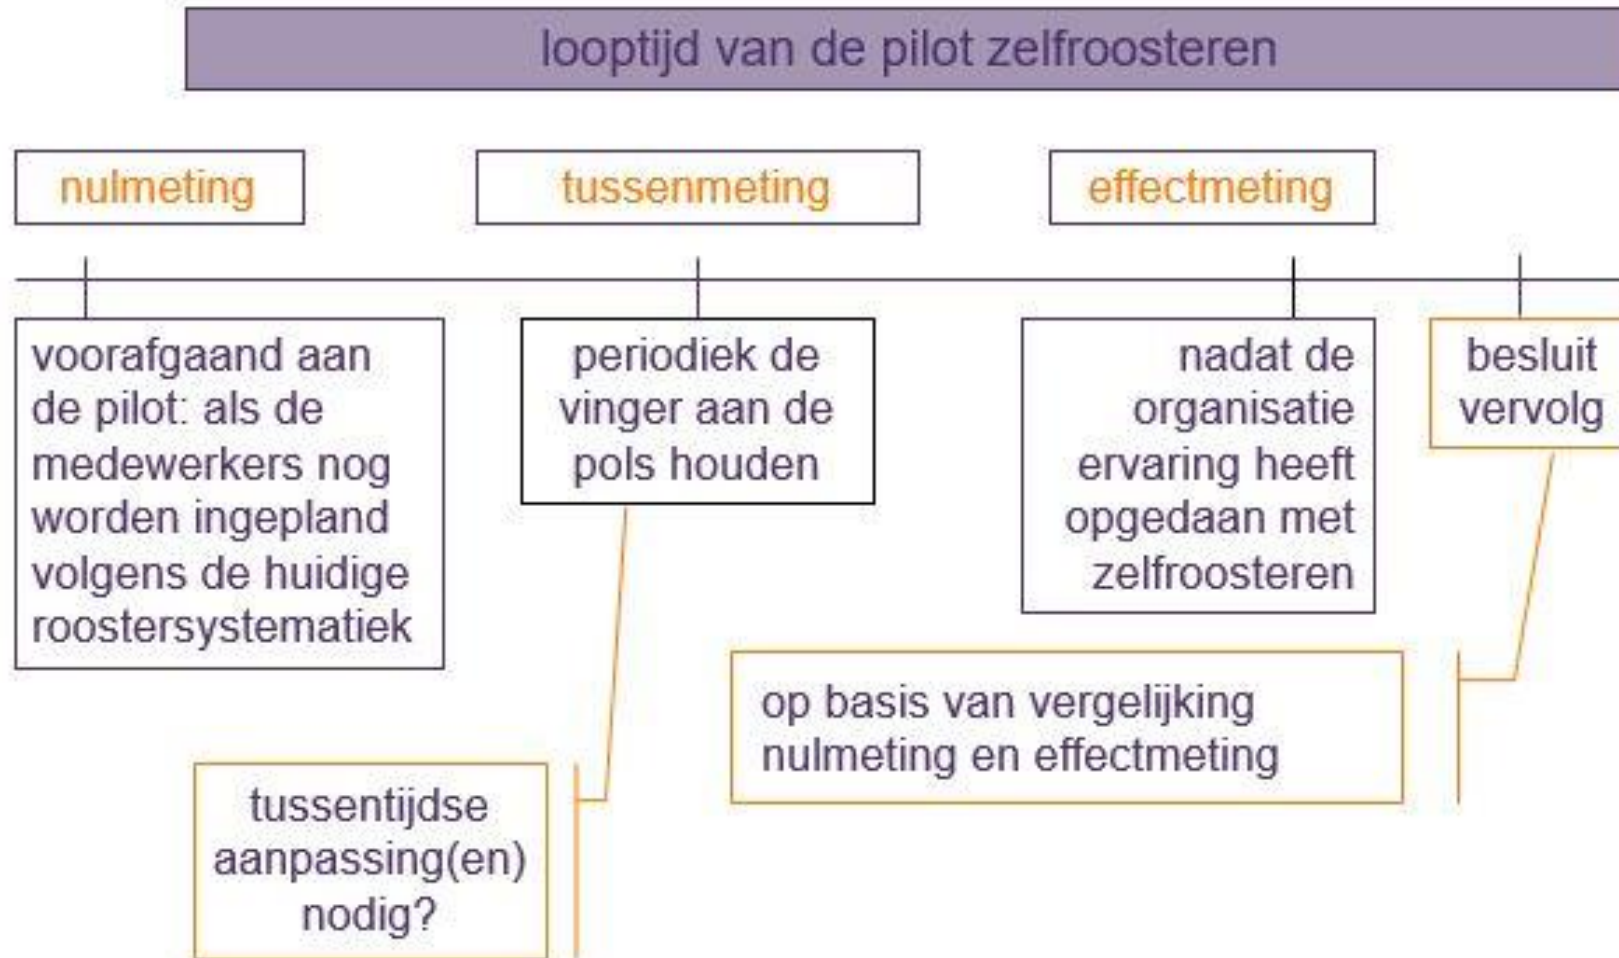 looptijd van de pilot zelfroosteren
nulmeting
tussenmeting
effectmeting
voorafgaand aan
de pilot: als de
medewerkers nog
worden ingepland
volgens de huidige
roostersystematiek
periodiek de
vinger aan de
pols houden
nadat de
organisatie
ervaring heeft
opgedaan met
zelfroosteren
besluit
vervolg
op basis van vergelijking
nulmeting en effectmeting
tussentijdse
aanpassing(en)
nodig?